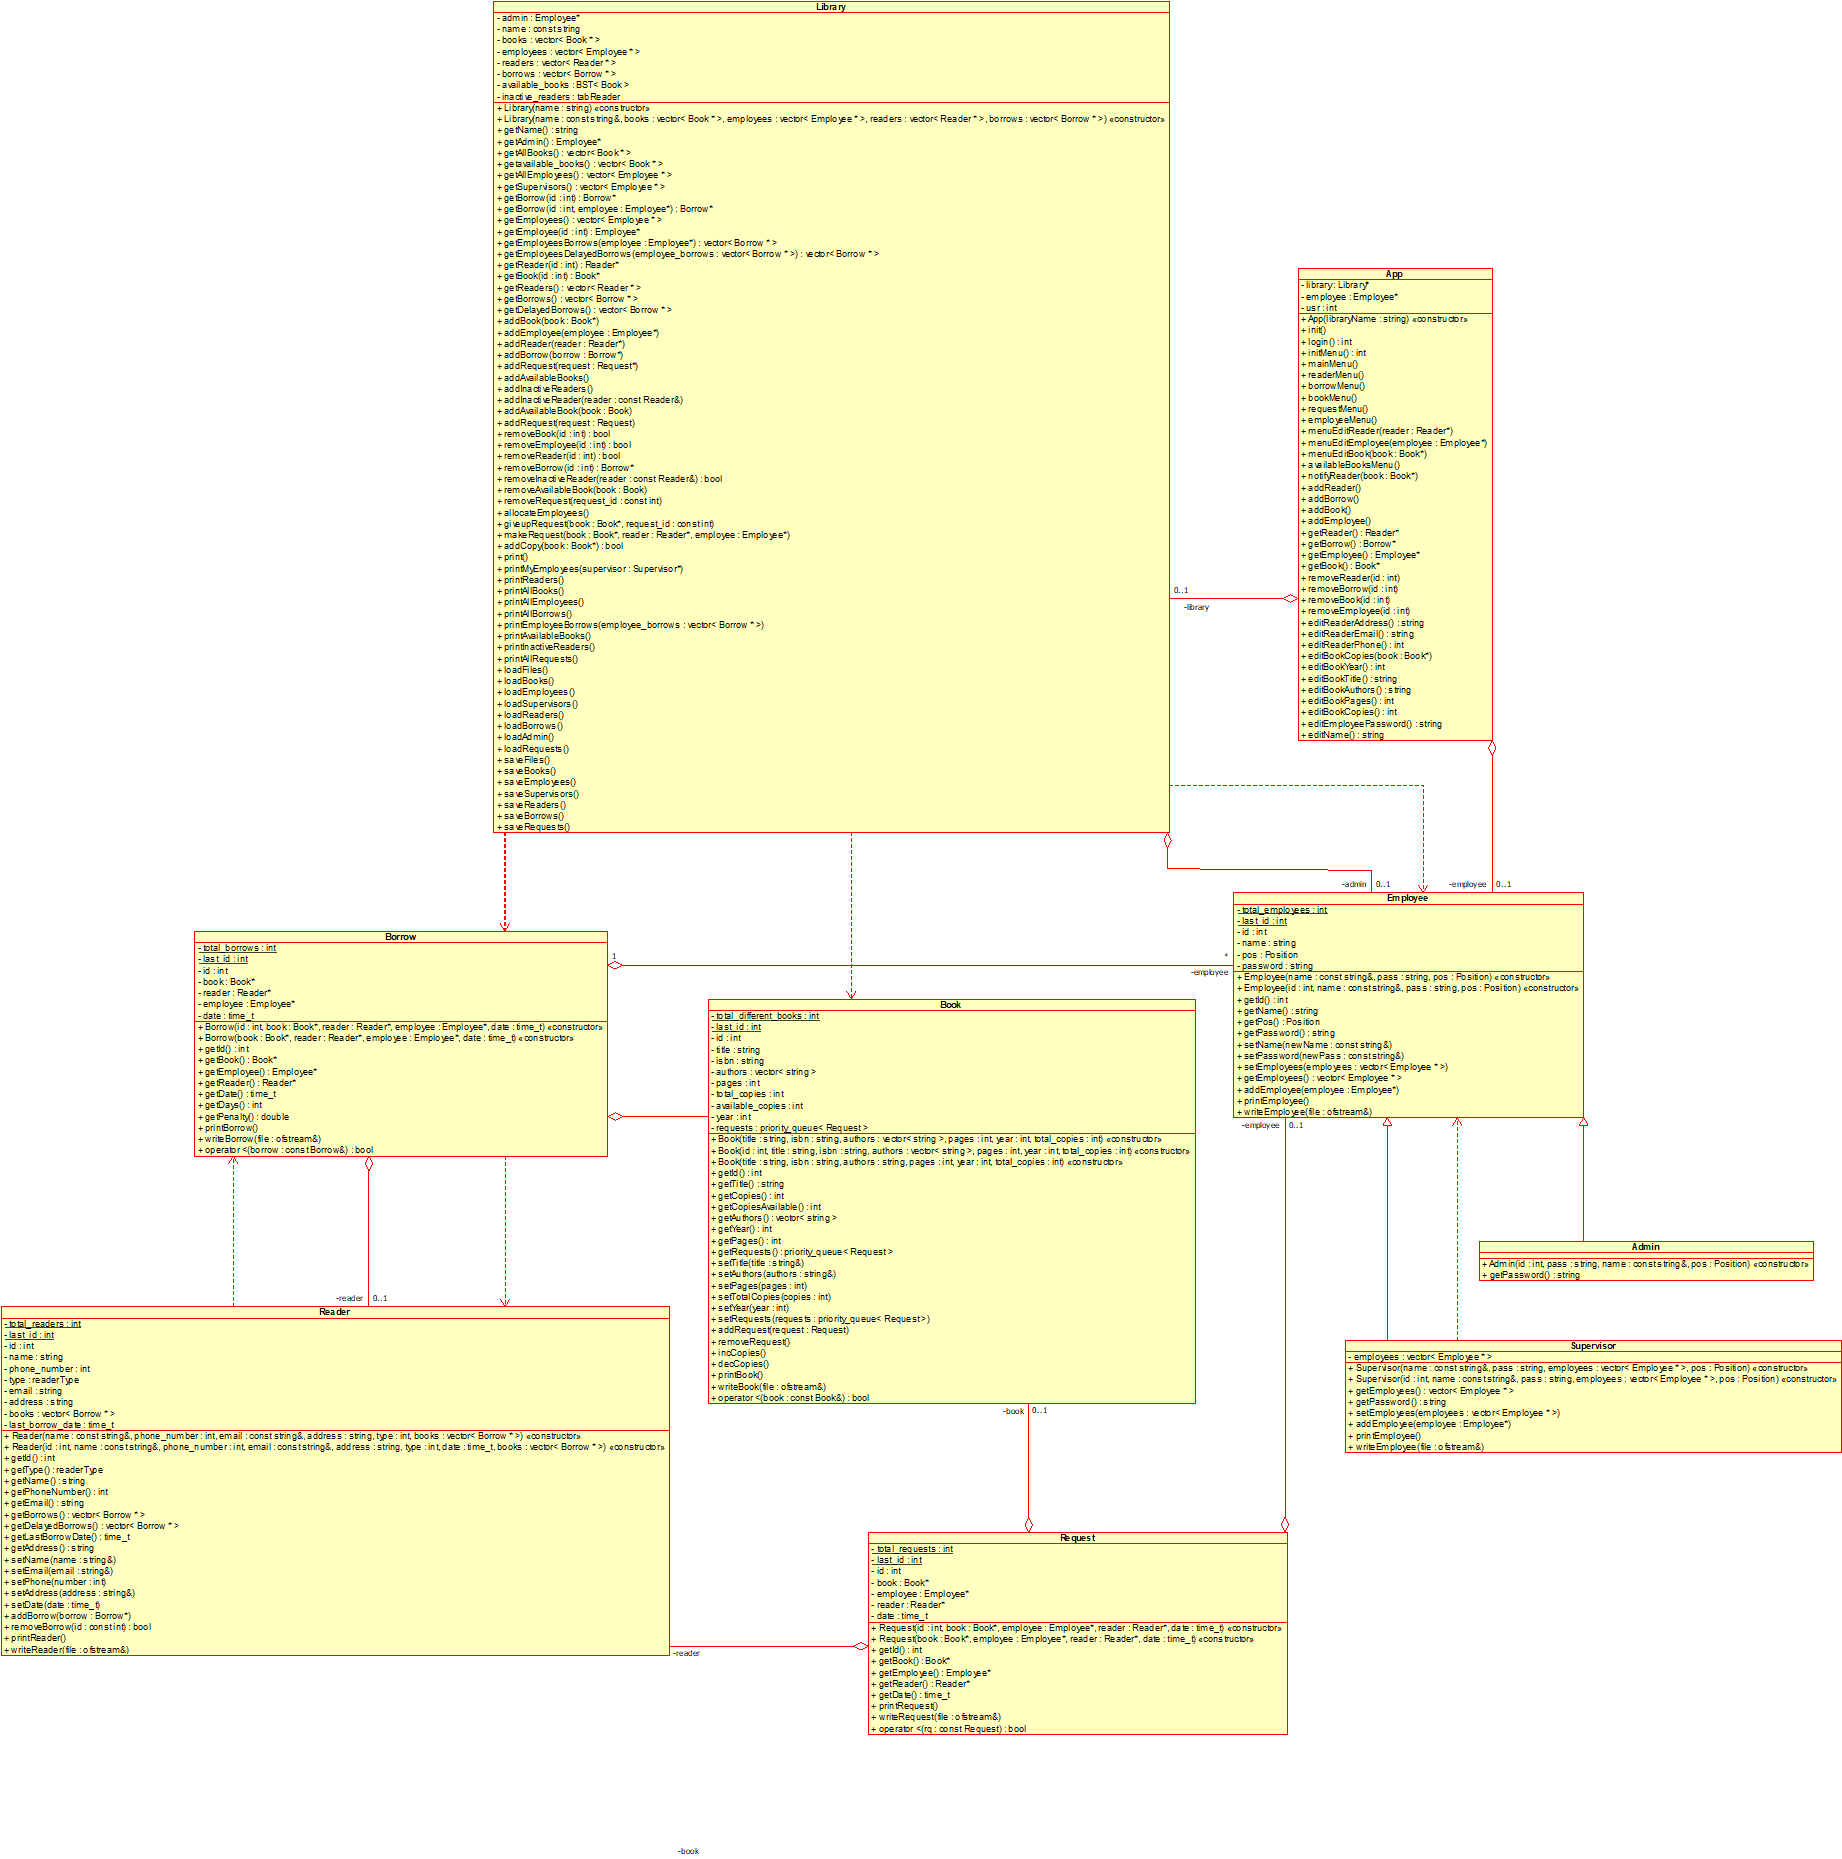 Library
- admin : Employee*
- name : const string
- books : vector< Book * >
- employees : vector< Employee * >
- readers : vector< Reader * >
- borrows : vector< Borrow * >
- available_books : BST< Book >
- inactive_readers : tabReader
+ Library(name : string) «constructor»
+ Library(name : const string&, books : vector< Book * >, employees : vector< Employee * >, readers : vector< Reader * >, borrows : vector< Borrow * >) «constructor»
+ getName() : string
+ getAdmin() : Employee*
+ getAllBooks() : vector< Book * >
+ getavailable_books() : vector< Book * >
+ getAllEmployees() : vector< Employee * >
+ getSupervisors() : vector< Employee * >
+ getBorrow(id : int) : Borrow*
+ getBorrow(id : int, employee : Employee*) : Borrow*
+ getEmployees() : vector< Employee * >
+ getEmployee(id : int) : Employee*
+ getEmployeesBorrows(employee : Employee*) : vector< Borrow * >
+ getEmployeesDelayedBorrows(employee_borrows : vector< Borrow * >) : vector< Borrow * >
+ getReader(id : int) : Reader*
+ getBook(id : int) : Book*
+ getReaders() : vector< Reader * >
+ getBorrows() : vector< Borrow * >
+ getDelayedBorrows() : vector< Borrow * >
+ addBook(book : Book*)
+ addEmployee(employee : Employee*)
+ addReader(reader : Reader*)
+ addBorrow(borrow : Borrow*)
+ addRequest(request : Request*)
+ addAvailableBooks()
+ addInactiveReaders()
+ addInactiveReader(reader : const Reader&)
+ addAvailableBook(book : Book)
+ addRequest(request : Request)
+ removeBook(id : int) : bool
+ removeEmployee(id : int) : bool
+ removeReader(id : int) : bool
+ removeBorrow(id : int) : Borrow*
+ removeInactiveReader(reader : const Reader&) : bool
+ removeAvailableBook(book : Book)
+ removeRequest(request_id : const int)
+ allocateEmployees()
+ giveupRequest(book : Book*, request_id : const int)
+ makeRequest(book : Book*, reader : Reader*, employee : Employee*)
+ addCopy(book : Book*) : bool
+ print()
+ printMyEmployees(supervisor : Supervisor*)
+ printReaders()
+ printAllBooks()
+ printAllEmployees()
+ printAllBorrows()
+ printEmployeeBorrows(employee_borrows : vector< Borrow * >)
+ printAvailableBooks()
+ printInactiveReaders()
+ printAllRequests()
+ loadFiles()
+ loadBooks()
+ loadEmployees()
+ loadSupervisors()
+ loadReaders()
+ loadBorrows()
+ loadAdmin()
+ loadRequests()
+ saveFiles()
+ saveBooks()
+ saveEmployees()
+ saveSupervisors()
+ saveReaders()
+ saveBorrows()
+ saveRequests()
App
- library: Library*
- employee : Employee*
- usr : int
+ App(libraryName : string) «constructor»
+ init()
+ login() : int
+ initMenu() : int
+ mainMenu()
+ readerMenu()
+ borrowMenu()
+ bookMenu()
+ requestMenu()
+ employeeMenu()
+ menuEditReader(reader : Reader*)
+ menuEditEmployee(employee : Employee*)
+ menuEditBook(book : Book*)
+ availableBooksMenu()
+ notifyReader(book : Book*)
+ addReader()
+ addBorrow()
+ addBook()
+ addEmployee()
+ getReader() : Reader*
+ getBorrow() : Borrow*
+ getEmployee() : Employee*
+ getBook() : Book*
+ removeReader(id : int)
+ removeBorrow(id : int)
+ removeBook(id : int)
+ removeEmployee(id : int)
+ editReaderAddress() : string
+ editReaderEmail() : string
+ editReaderPhone() : int
+ editBookCopies(book : Book*)
+ editBookYear() : int
+ editBookTitle() : string
+ editBookAuthors() : string
+ editBookPages() : int
+ editBookCopies() : int
+ editEmployeePassword() : string
+ editName() : string
0..1
-library
-admin 0..1
-employee 0..1
Employee
- total_employees : int
- last_id : int
- id : int
- name : string
- pos : Position
- password : string
+ Employee(name : const string&, pass : string, pos : Position) «constructor»
+ Employee(id : int, name : const string&, pass : string, pos : Position) «constructor»
+ getId() : int
+ getName() : string
+ getPos() : Position
+ getPassword() : string
+ setName(newName : const string&)
+ setPassword(newPass : const string&)
+ setEmployees(employees : vector< Employee * >)
+ getEmployees() : vector< Employee * >
+ addEmployee(employee : Employee*)
+ printEmployee()
+ writeEmployee(file : ofstream&)
-employee 0..1
Borrow
- total_borrows : int
- last_id : int
- id : int
- book : Book*
- reader : Reader*
- employee : Employee*
- date : time_t
+ Borrow(id : int, book : Book*, reader : Reader*, employee : Employee*, date : time_t) «constructor»
+ Borrow(book : Book*, reader : Reader*, employee : Employee*, date : time_t) «constructor»
+ getId() : int
+ getBook() : Book*
+ getEmployee() : Employee*
+ getReader() : Reader*
+ getDate() : time_t
+ getDays() : int
+ getPenalty() : double
+ printBorrow()
+ writeBorrow(file : ofstream&)
+ operator <(borrow : const Borrow&) : bool
1
*
-employee
Book
- total_different_books : int
- last_id : int
- id : int
- title : string
- isbn : string
- authors : vector< string >
- pages : int
- total_copies : int
- available_copies : int
- year : int
- requests : priority_queue< Request >
+ Book(title : string, isbn : string, authors : vector< string >, pages : int, year : int, total_copies : int) «constructor»
+ Book(id : int, title : string, isbn : string, authors : vector< string >, pages : int, year : int, total_copies : int) «constructor»
+ Book(title : string, isbn : string, authors : string, pages : int, year : int, total_copies : int) «constructor»
+ getId() : int
+ getTitle() : string
+ getCopies() : int
+ getCopiesAvailable() : int
+ getAuthors() : vector< string >
+ getYear() : int
+ getPages() : int
+ getRequests() : priority_queue< Request >
+ setTitle(title : string&)
+ setAuthors(authors : string&)
+ setPages(pages : int)
+ setTotalCopies(copies : int)
+ setYear(year : int)
+ setRequests(requests : priority_queue< Request >)
+ addRequest(request : Request)
+ removeRequest()
+ incCopies()
+ decCopies()
+ printBook()
+ writeBook(file : ofstream&)
+ operator <(book : const Book&) : bool
-book 0..1
Admin
+ Admin(id : int, pass : string, name : const string&, pos : Position) «constructor»
+ getPassword() : string
Supervisor
- employees : vector< Employee * >
+ Supervisor(name : const string&, pass : string, employees : vector< Employee * >, pos : Position) «constructor»
+ Supervisor(id : int, name : const string&, pass : string, employees : vector< Employee * >, pos : Position) «constructor»
+ getEmployees() : vector< Employee * >
+ getPassword() : string
+ setEmployees(employees : vector< Employee * >)
+ addEmployee(employee : Employee*)
+ printEmployee()
+ writeEmployee(file : ofstream&)
-reader 0..1
Reader
- total_readers : int
- last_id : int
- id : int
- name : string
- phone_number : int
- type : readerType
- email : string
- address : string
- books : vector< Borrow * >
- last_borrow_date : time_t
+ Reader(name : const string&, phone_number : int, email : const string&, address : string, type : int, books : vector< Borrow * >) «constructor»
+ Reader(id : int, name : const string&, phone_number : int, email : const string&, address : string, type : int, date : time_t, books : vector< Borrow * >) «constructor»
+ getId() : int
+ getType() : readerType
+ getName() : string
+ getPhoneNumber() : int
+ getEmail() : string
+ getBorrows() : vector< Borrow * >
+ getDelayedBorrows() : vector< Borrow * >
+ getLastBorrowDate() : time_t
+ getAddress() : string
+ setName(name : string&)
+ setEmail(email : string&)
+ setPhone(number : int)
+ setAddress(address : string&)
+ setDate(date : time_t)
+ addBorrow(borrow : Borrow*)
+ removeBorrow(id : const int) : bool
+ printReader()
+ writeReader(file : ofstream&)
-reader
Request
- total_requests : int
- last_id : int
- id : int
- book : Book*
- employee : Employee*
- reader : Reader*
- date : time_t
+ Request(id : int, book : Book*, employee : Employee*, reader : Reader*, date : time_t) «constructor»
+ Request(book : Book*, employee : Employee*, reader : Reader*, date : time_t) «constructor»
+ getId() : int
+ getBook() : Book*
+ getEmployee() : Employee*
+ getReader() : Reader*
+ getDate() : time_t
+ printRequest()
+ writeRequest(file : ofstream&)
+ operator <(rq : const Request) : bool
-book